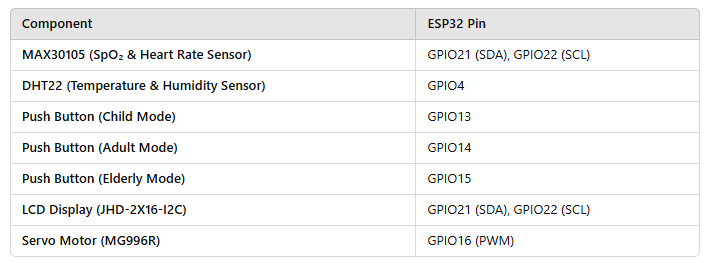 Component ESP32 Pin
MAX30105 (SpO₂ & Heart Rate Sensor) GPIO21 (SDA), GPIO22 (SCL)
DHT22 (Temperature & Humidity Sensor) GPIO4
Push Button (Child Mode) GPIO13
Push Button (Adult Mode) GPIO14
Push Button (Elderly Mode) GPIO15
LCD Display (JHD-2X16-I2C) GPIO21 (SDA), GPIO22 (SCL)
Servo Motor (MG996R) GPIO16 (PWM)